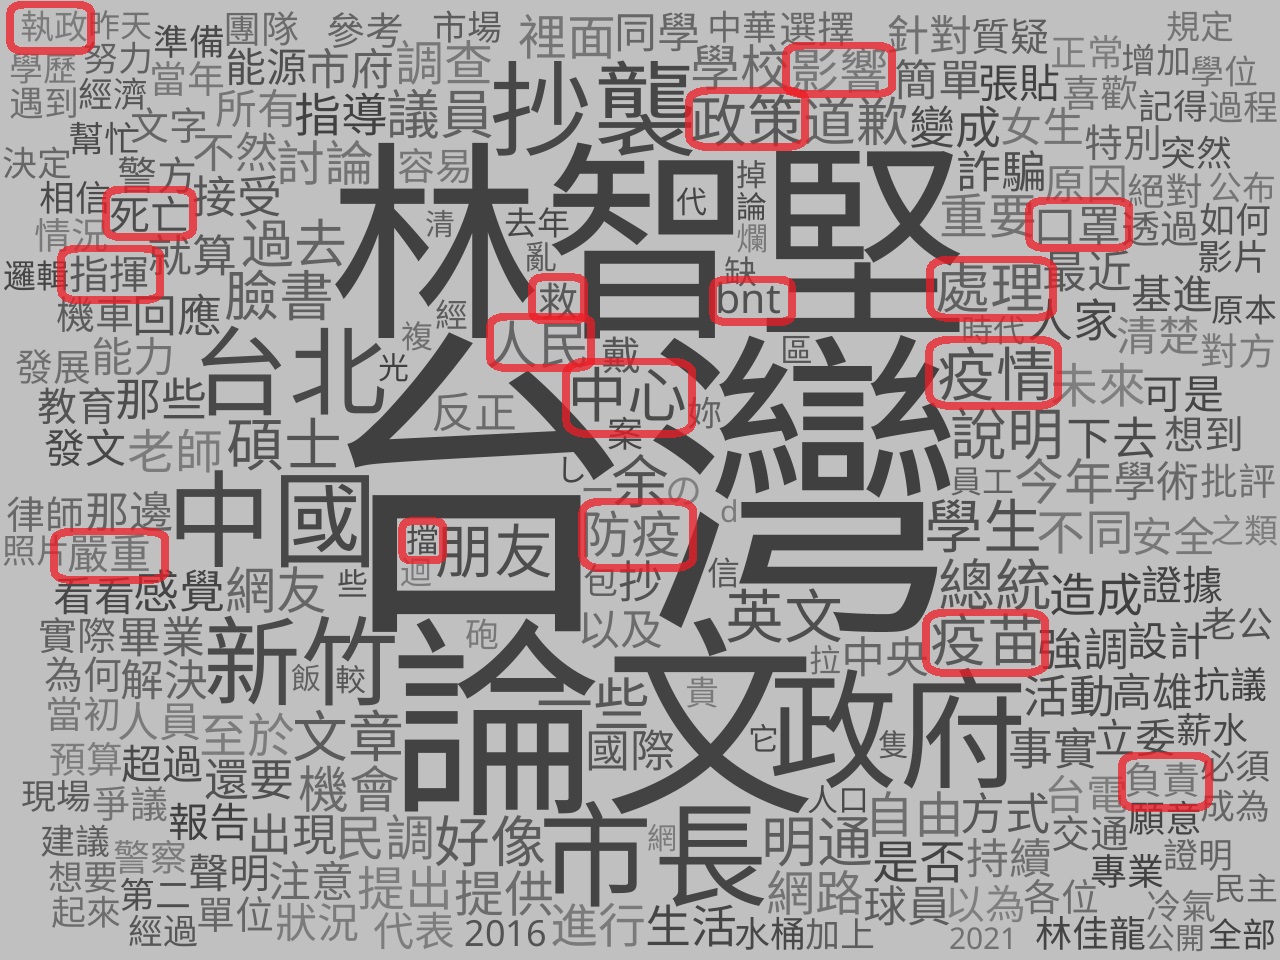 執政 昨天 準備 團隊 參考 市場 裡面 同學 中華 選擇 針對 質疑 規定
學歷 努力 當年 能源 市府 調查 抄襲 學校 影響 簡單 張貼 正常 增加 學位
遇到 經濟 文字 所有 指導 議員 政策 道歉 變成 女生 喜歡 記得 過程
幫忙 不然 討論 容易 林智堅 代 掉 論 詐騙 特別 突然
決定 警方 接受 清 去年 爛 原因 絕對 公布
相信 死亡 重要 口罩 透過 如何
情況 就算 過去 亂 缺 最近 影片
邏輯 指揮 臉書 救 bnt 處理 基進 原本
機車 回應 經 複 人民 戴 區 時代 人家 清楚 對方
發展 能力 台北 光 台灣 疫情 未來 可是
教育 那些 反正 中心 妳 說明 下去 想到
發文 老師 碩士 案 し 一 余 の 員工 今年 學術 批評
律師 那邊 中國 防疫 d 學生 不同 安全 之類
照片 嚴重 擋 朋友 迴 包 抄 信 總統 造成 證據
看看 感覺 網友 些 以及 英文 老公
實際 畢業 新竹 論文 砲 拉 中央 疫苗 強調 設計
為何 解決 飯 較 一些 貴 政府 活動 高雄 抗議
當初 人員 至於 文章 國際 它 隻 事實 立委 薪水
預算 超過 還要 機會 台電 負責 必須
現場 爭議 人口 自由 方式 交通 願意 成為
報告 出現 民調 好像 市長 網 明通 是否 持續 專業 證明
建議 警察 聲明 注意 提出 提供 網路 球員 以為 各位 冷氣 民主
想要 第二 起來 單位 狀況 代表 2016 進行 生活 水桶 加上 2021 林佳龍 公開 全部
經過